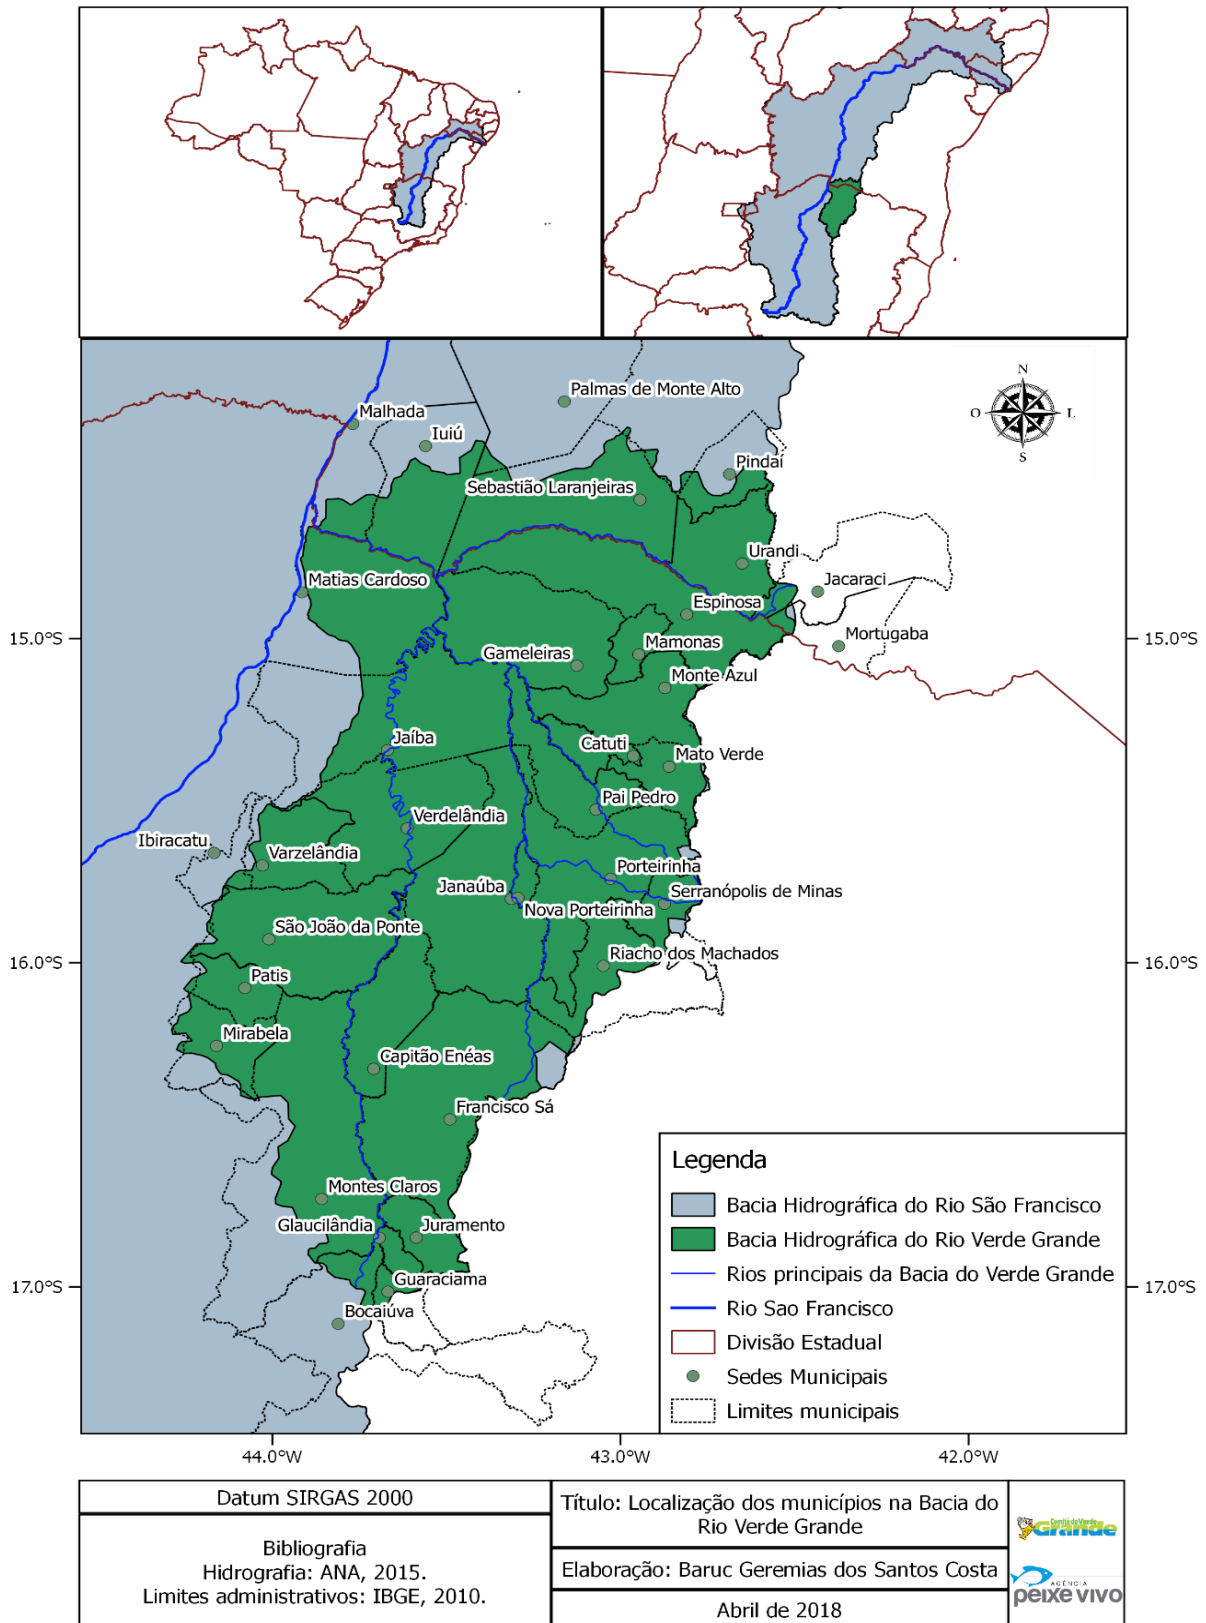 Palmas de Monte Alto
Malhada
Iuiú
N
O
L
S
Pindaí
Sebastião Laranjeiras
Urandi
Matias Cardoso
Jacaraci
Espinosa
15.0°S
Mamonas
Mortugaba
15.0°S
Gameleiras
Monte Azul
Jaíba
Catuti
Mato Verde
Pai Pedro
Verdelândia
Ibiracatu
Varzelândia
Porteirinha
Janaúba
Serranópolis de Minas
Nova Porteirinha
São João da Ponte
Riacho dos Machados
16.0°S
16.0°S
Patis
Mirabela
Capitão Enéas
Francisco Sá
Montes Claros
Glaucilândia
Juramento
Guaraciama
17.0°S
17.0°S
Bocaiúva
Legenda
Bacia Hidrográfica do Rio São Francisco
Bacia Hidrográfica do Rio Verde Grande
Rios principais da Bacia do Verde Grande
Rio Sao Francisco
Divisão Estadual
Sedes Municipais
Limites municipais
44.0°W
43.0°W
42.0°W
Datum SIRGAS 2000
Bibliografia
Hidrografia: ANA, 2015.
Limites administrativos: IBGE, 2010.
Título: Localização dos municípios na Bacia do
Rio Verde Grande
Elaboração: Baruc Geremias dos Santos Costa
Abril de 2018
Comitê do Verde
Grande
AGÊNCIA
peixe vivo